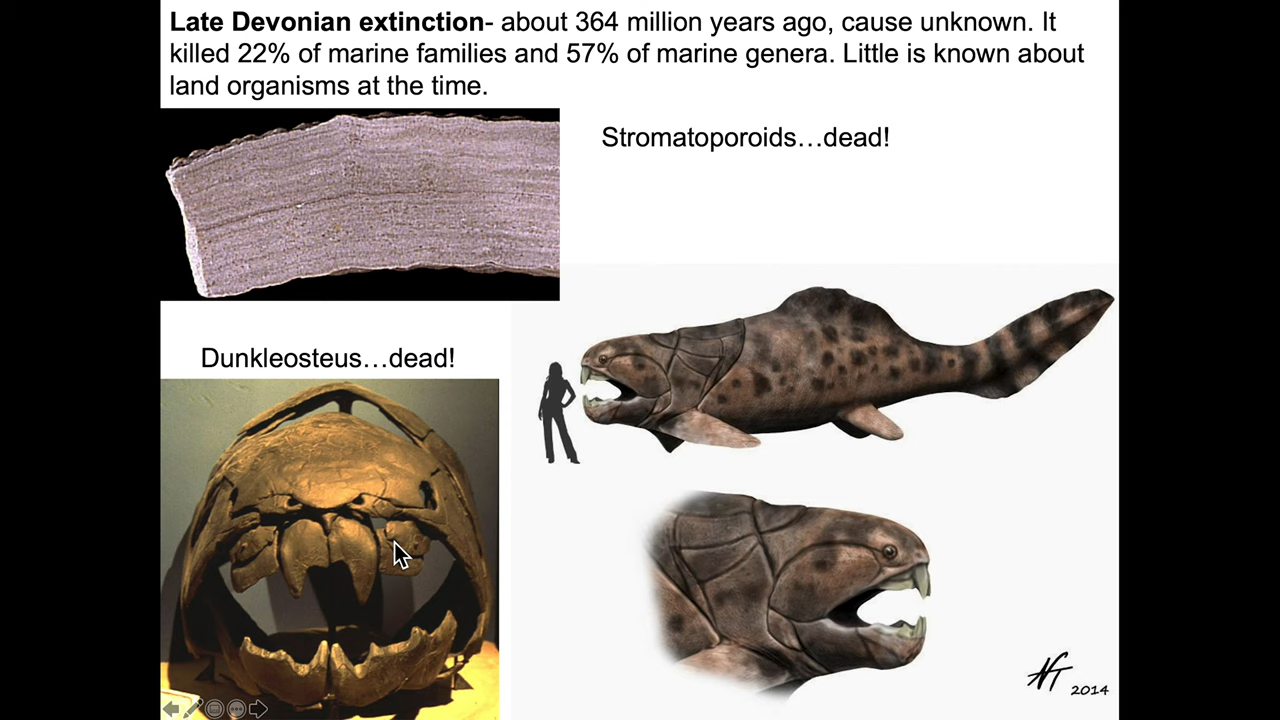 Late Devonian extinction- about 364 million years ago, cause unknown. It
killed 22% of marine families and 57% of marine genera. Little is known about
land organisms at the time.
Stromatoporoids…dead!
Dunkleosteus…dead!
2014